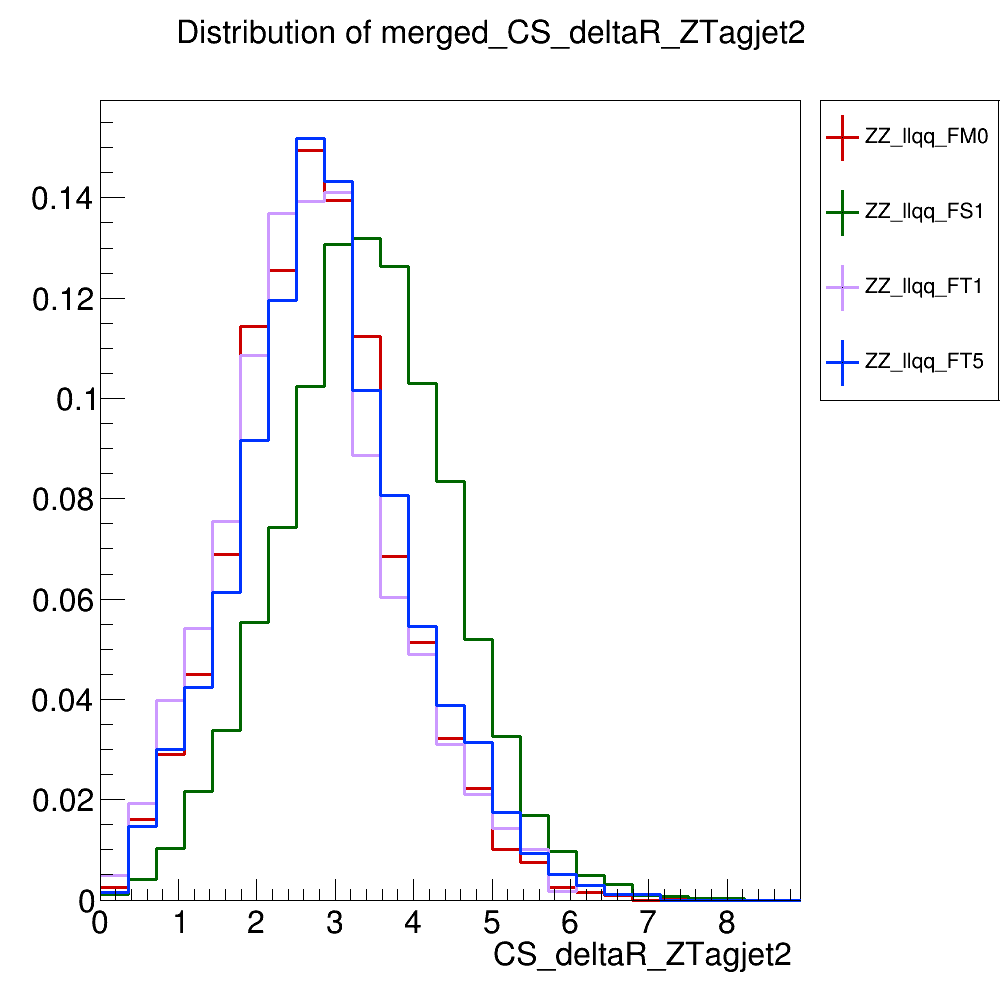 Distribution of merged_CS_deltaR_ZTagjet2
ZZ_llqq_FM0
ZZ_llqq_FS1
ZZ_llqq_FT1
ZZ_llqq_FT5
0.14
0.12
0.1
0.08
0.06
0.04
0.02
0
0 1 2 3 4 5 6 7 8
CS_deltaR_ZTagjet2